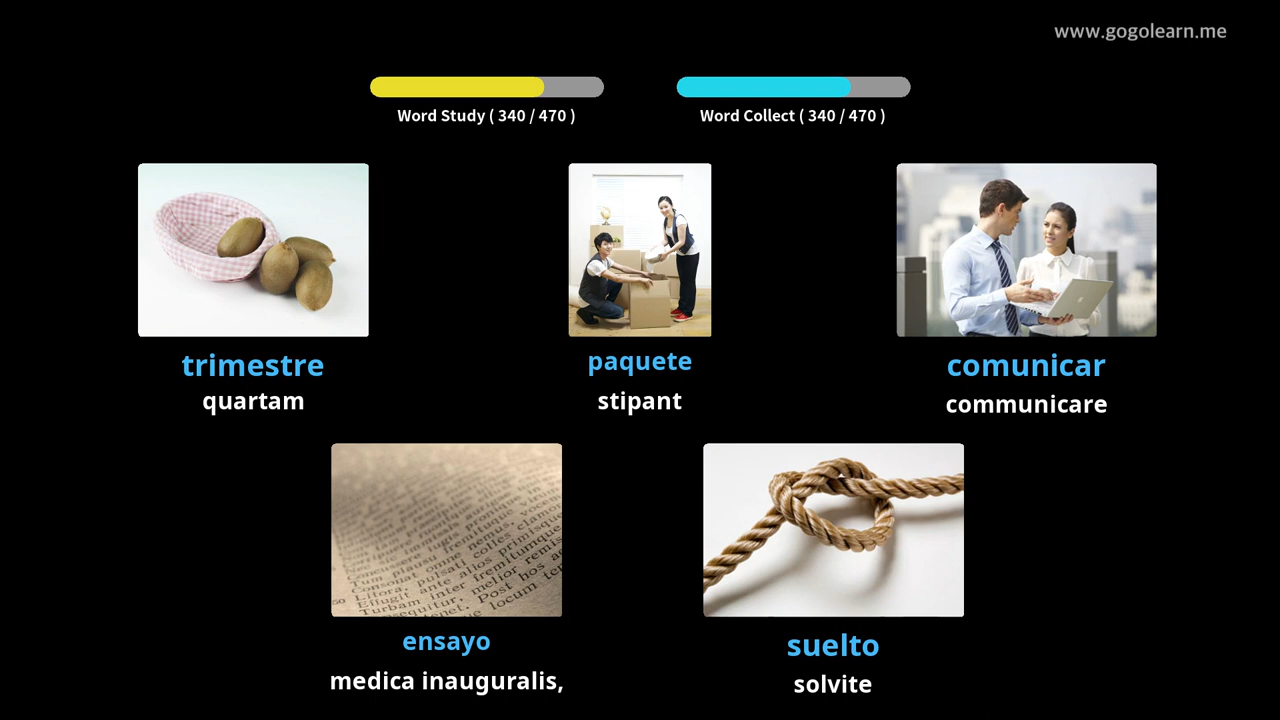 www.gogolearn.me
Word Study ( 340 / 470 )
Word Collect ( 340 / 470 )
trimestre
quartam
paquete
stipant
comunicar
communicare
ensayo
medica inauguralis,
suelto
solvite